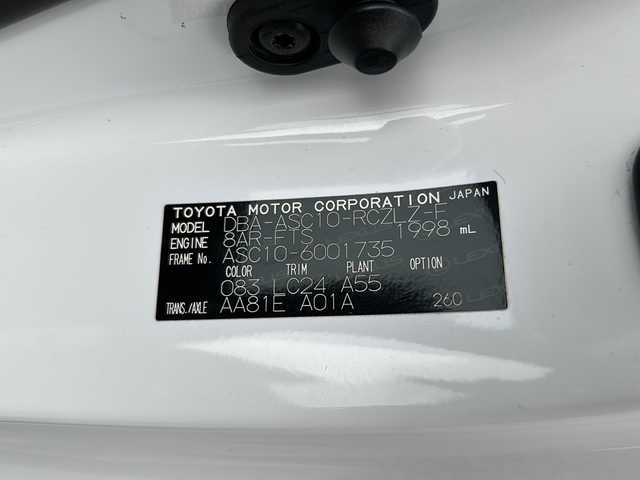 TOYOTA MOTOR CORPORATION JAPAN
MODEL DBA-ASC10-RCZLZ-F
ENGINE 8AR-FTS 1998 mL
FRAME No. ASC10-6001735
COLOR TRIM PLANT OPTION
083 LC24 A55
TRANS./AXLE AA81E A01A 260